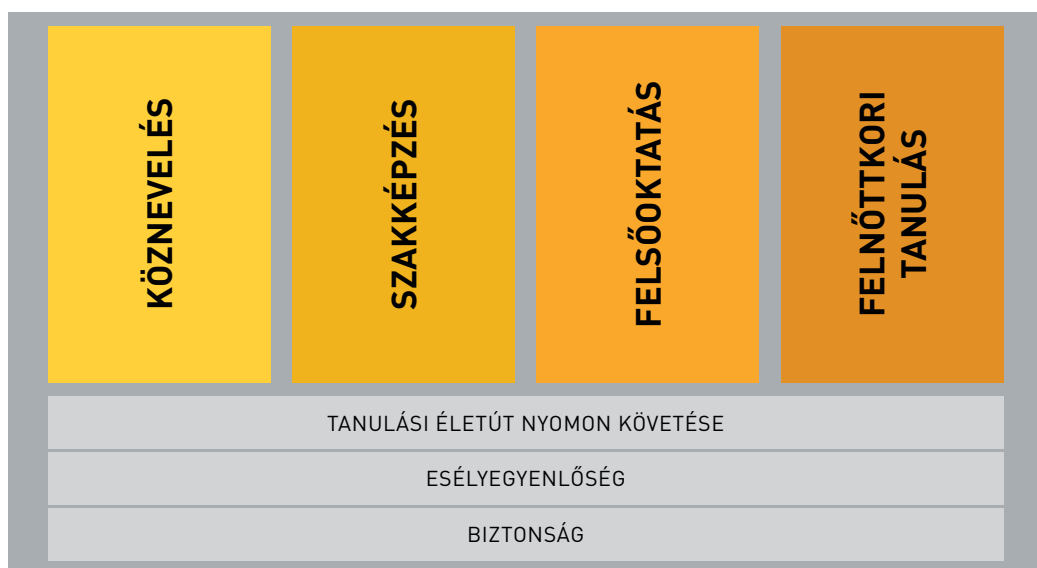 KÖZNEVELÉS
SZAKKÉPZÉS
FELSŐOKTATÁS
FELNŐTTKORI
TANULÁS
TANULÁSI ÉLETÚT NYOMON KÖVETÉSE
ESÉLYEGYENLŐSÉG
BIZTONSÁG